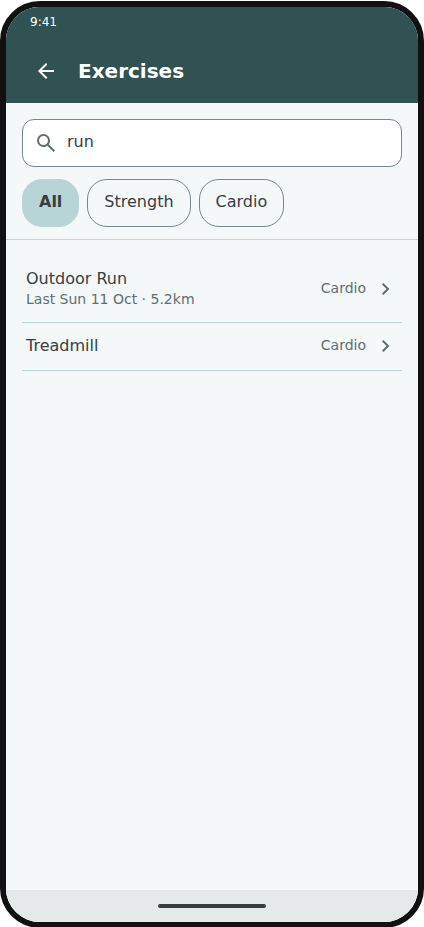 9:41
Exercises
run
All Strength Cardio
Outdoor Run
Last Sun 11 Oct · 5.2km
Cardio
Treadmill
Cardio